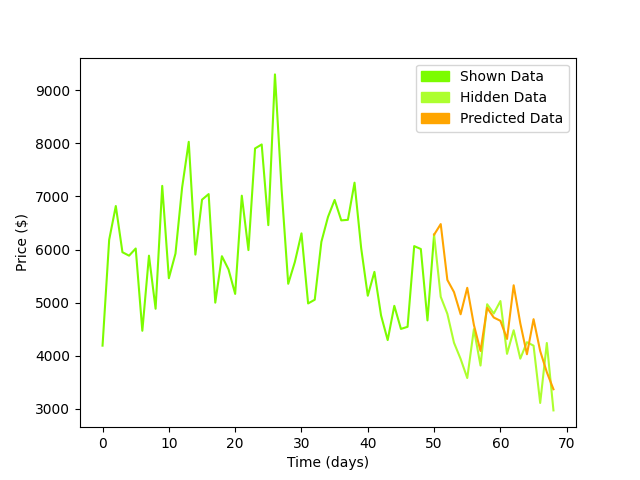 9000
8000
7000
6000
5000
4000
3000
Price ($)
0 10 20 30 40 50 60 70
Time (days)
Shown Data
Hidden Data
Predicted Data